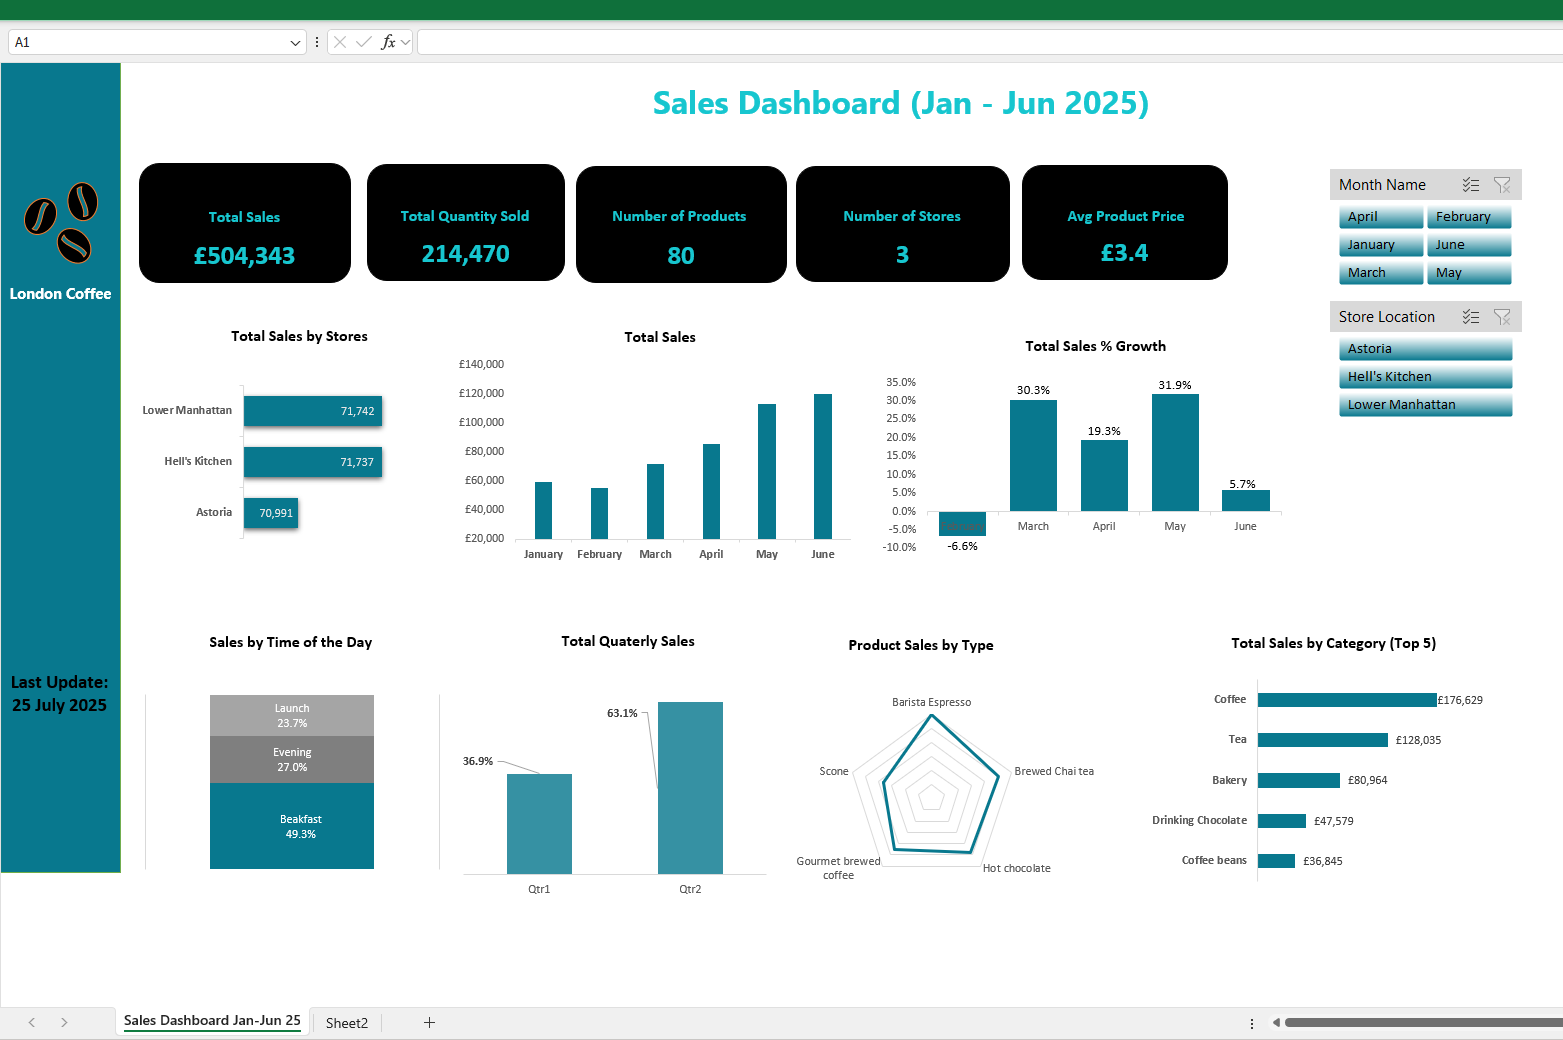 A1
fx
Sales Dashboard (Jan - Jun 2025)
London Coffee
Last Update:
25 July 2025
Total Sales
£504,343
Total Quantity Sold
214,470
Number of Products
80
Number of Stores
3
Avg Product Price
£3.4
Month Name
April
February
January
June
March
May
Store Location
Astoria
Hell's Kitchen
Lower Manhattan
Total Sales by Stores
Lower Manhattan
71,742
Hell's Kitchen
71,737
Astoria
70,991
Total Sales
£140,000
£120,000
£100,000
£80,000
£60,000
£40,000
£20,000
January
February
March
April
May
June
Total Sales % Growth
35.0%
30.0%
25.0%
20.0%
15.0%
10.0%
5.0%
0.0%
-5.0%
-10.0%
30.3%
19.3%
31.9%
5.7%
-6.6%
March
April
May
June
Sales by Time of the Day
Launch
23.7%
Evening
27.0%
Beakfast
49.3%
Total Quaterly Sales
36.9%
63.1%
Qtr1
Qtr2
Product Sales by Type
Barista Espresso
Brewed Chai tea
Hot chocolate
Gourmet brewed
coffee
Scone
Total Sales by Category (Top 5)
Coffee
£176,629
Tea
£128,035
Bakery
£80,964
Drinking Chocolate
£47,579
Coffee beans
£36,845
Sales Dashboard Jan-Jun 25
Sheet2